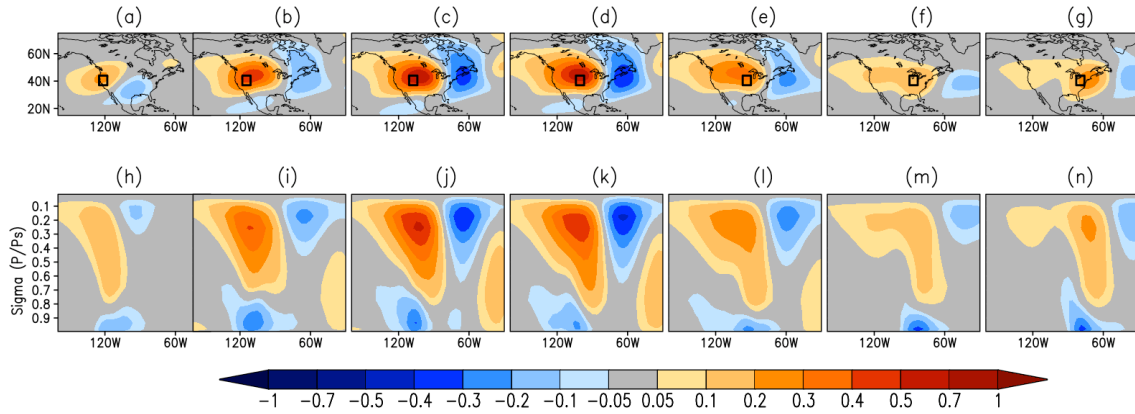 (a) (b) (c) (d) (e) (f) (g)
60N
40N
20N
120W 60W 120W 60W 120W 60W 120W 60W 120W 60W 120W 60W 120W 60W
(h) (i) (j) (k) (l) (m) (n)
Sigma (P/Ps)
0.1
0.2
0.3
0.4
0.5
0.6
0.7
0.8
0.9
120W 60W 120W 60W 120W 60W 120W 60W 120W 60W 120W 60W 120W 60W
-1 -0.7 -0.5 -0.4 -0.3 -0.2 -0.1 -0.05 0.05 0.1 0.2 0.3 0.4 0.5 0.7 1